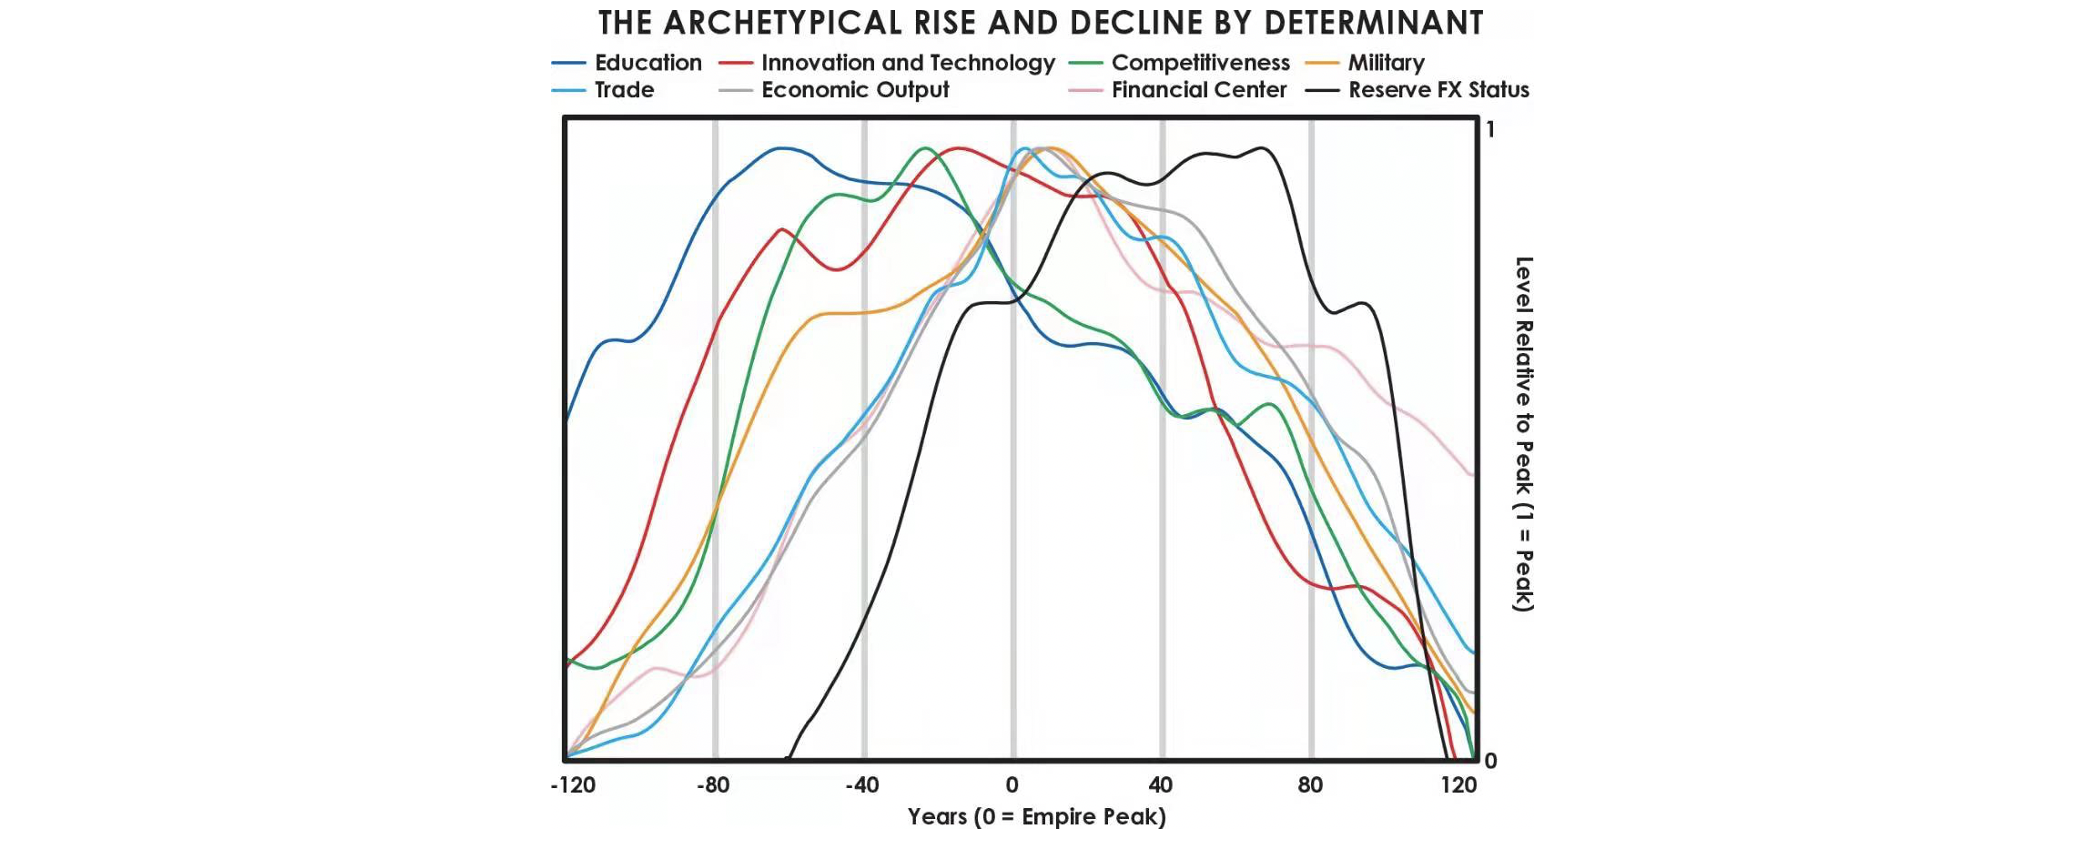 THE ARCHETYPICAL RISE AND DECLINE BY DETERMINANT
Education Innovation and Technology Competitiveness Military
Trade Economic Output Financial Center Reserve FX Status
1
Level Relative to Peak (1 = Peak)
0
-120 -80 -40 0 40 80 120
Years (0 = Empire Peak)